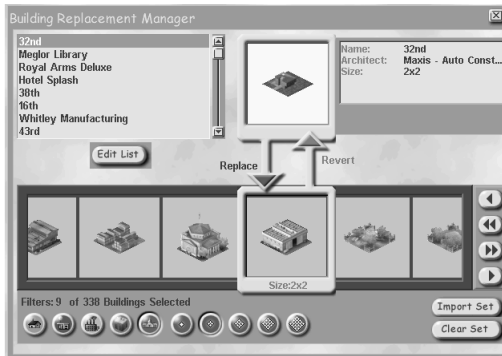 Building Replacement Manager
32nd
Meglor Library
Royal Arms Deluxe
Hotel Splash
38th
16th
Whitley Manufacturing
43rd
Edit List
Name: 32nd
Architect: Maxis - Auto Const...
Size: 2x2
Replace
Revert
Size:2x2
Filters: 9 of 338 Buildings Selected
Import Set
Clear Set